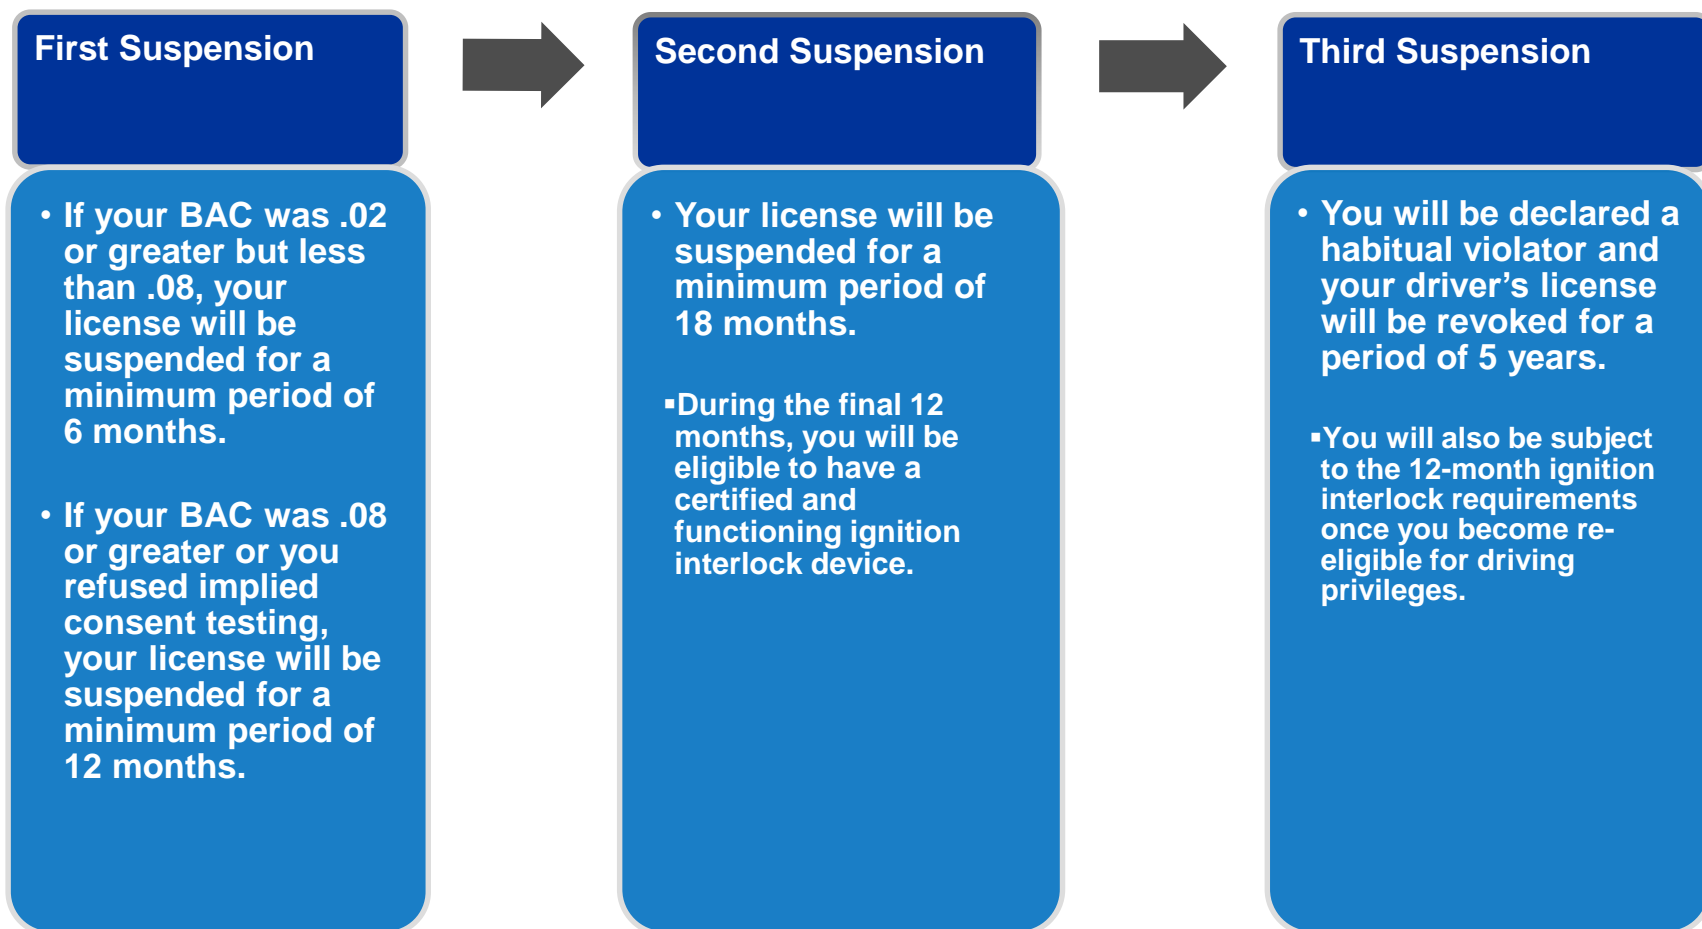 First Suspension
• If your BAC was .02
or greater but less
than .08, your
license will be
suspended for a
minimum period of
6 months.
• If your BAC was .08
or greater or you
refused implied
consent testing,
your license will be
suspended for a
minimum period of
12 months.
Second Suspension
• Your license will be
suspended for a
minimum period of
18 months.
▪During the final 12
months, you will be
eligible to have a
certified and
functioning ignition
interlock device.
Third Suspension
• You will be declared a
habitual violator and
your driver’s license
will be revoked for a
period of 5 years.
▪You will also be subject
to the 12-month ignition
interlock requirements
once you become re-
eligible for driving
privileges.